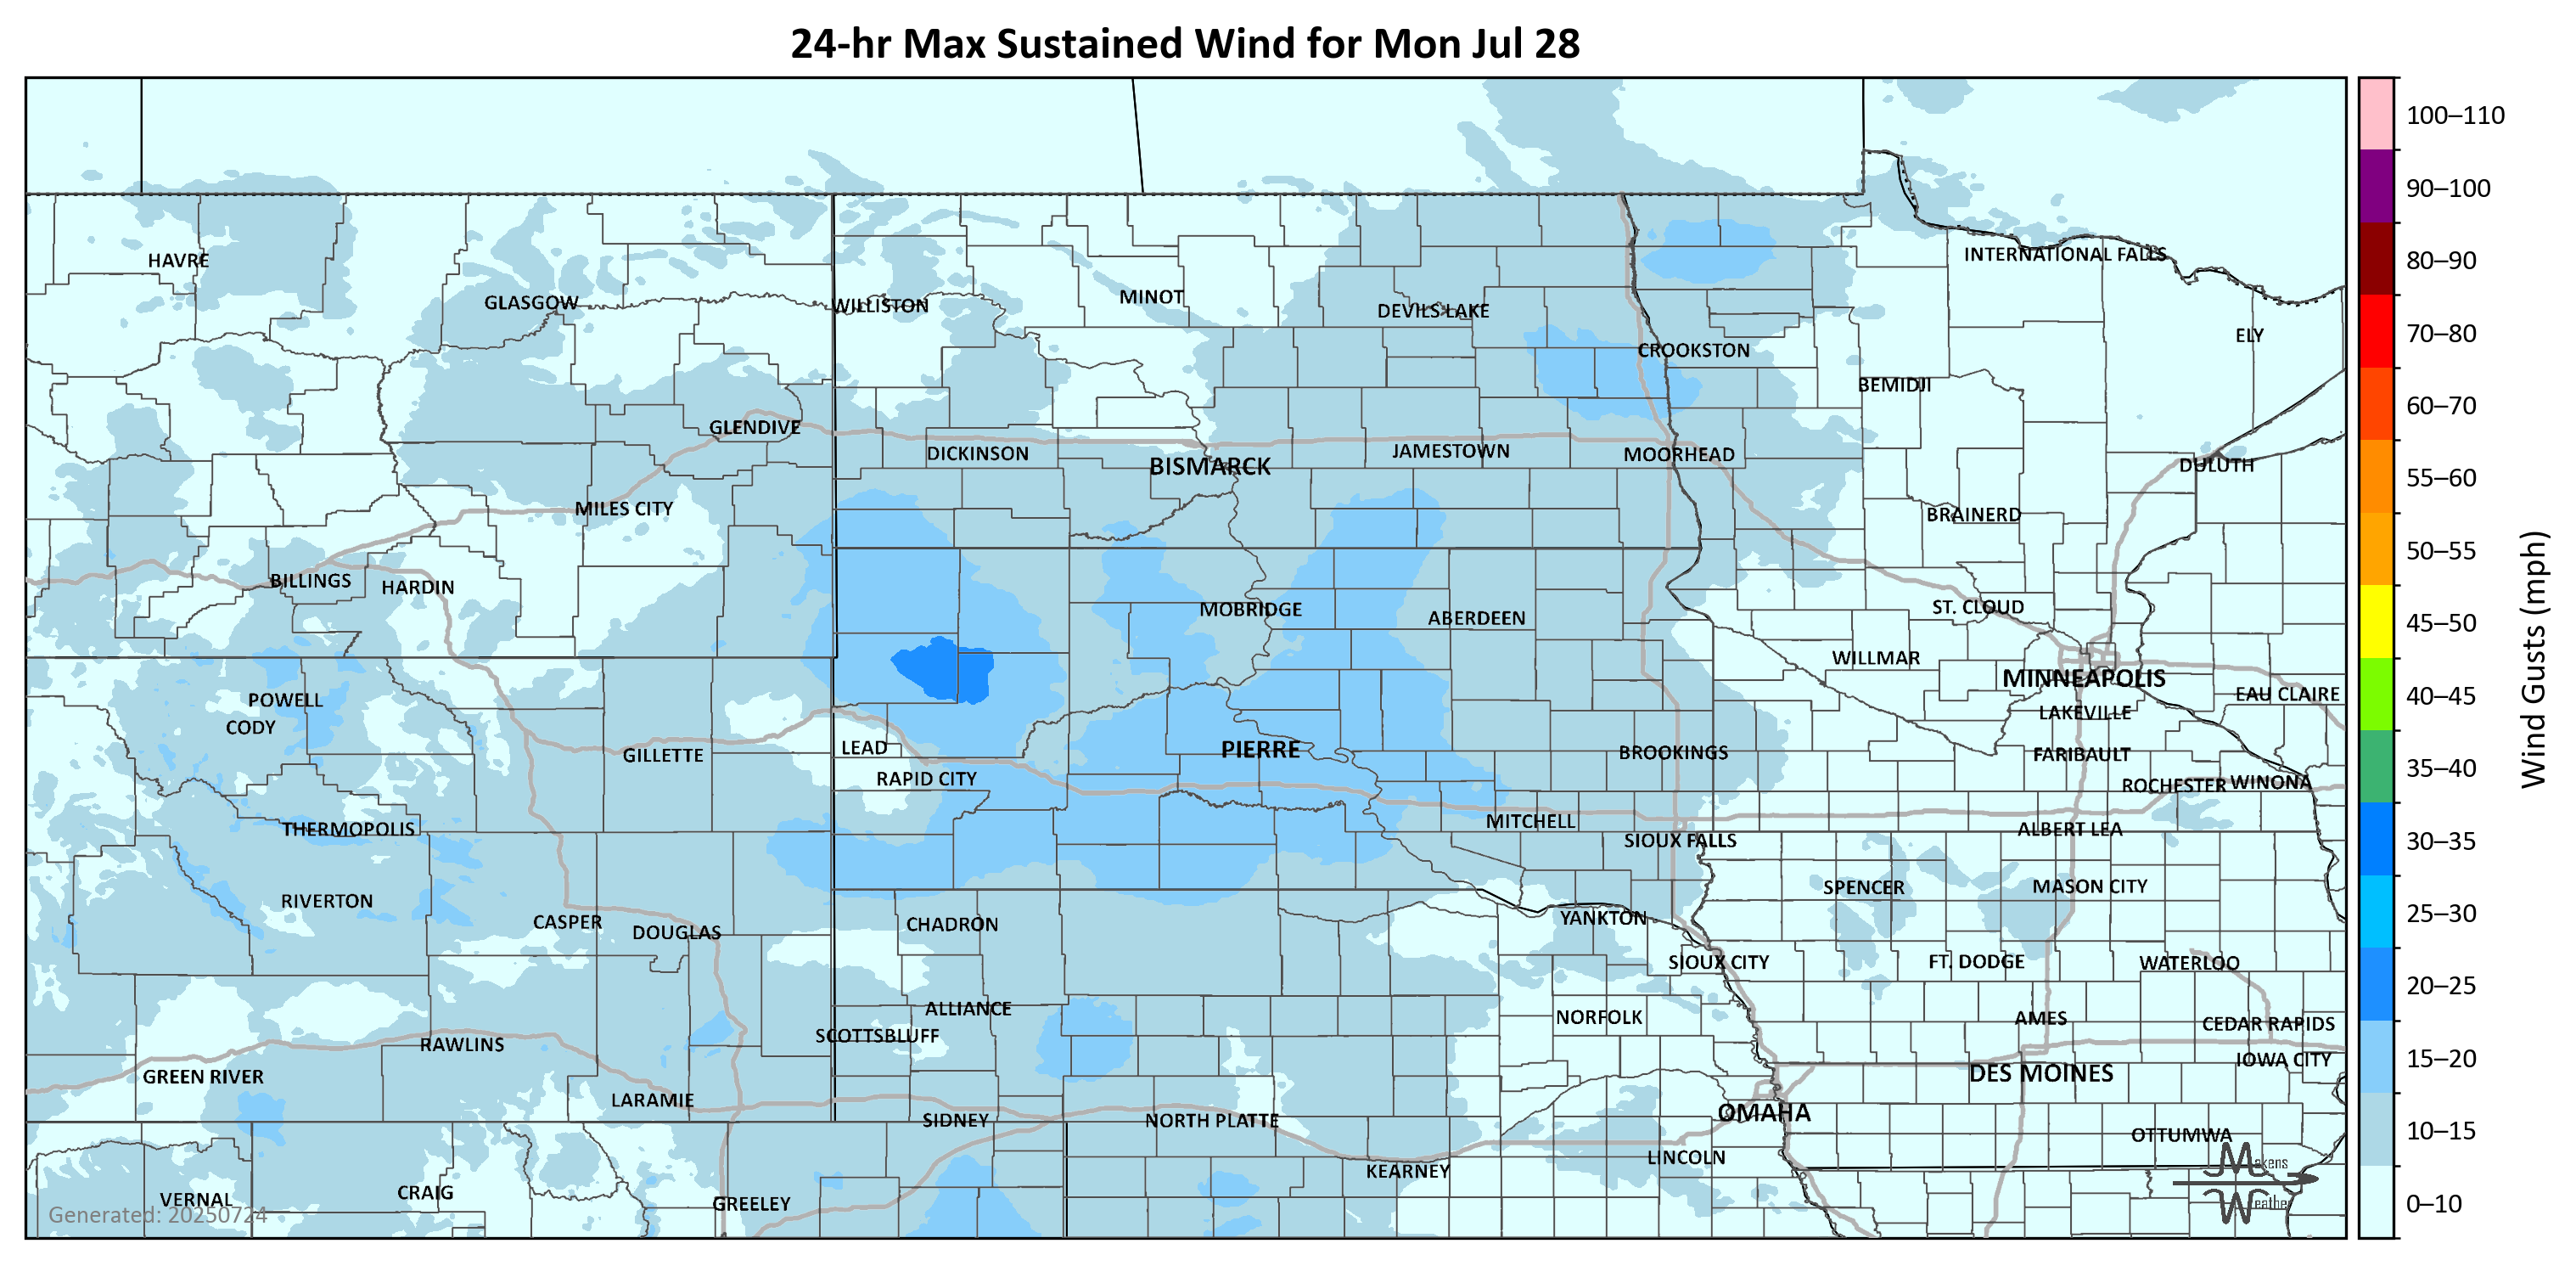 24-hr Max Sustained Wind for Mon Jul 28
100–110
90–100
80–90
70–80
60–70
55–60
50–55
45–50
40–45
35–40
30–35
25–30
20–25
15–20
10–15
0–10
Wind Gusts (mph)
HAVRE
GLASGOW
WILLISTON
MINOT
DEVILS LAKE
INTERNATIONAL FALLS
ELY
CROOKSTON
BEMIDJI
GLENDIVE
DICKINSON
BISMARCK
JAMESTOWN
MOORHEAD
DULUTH
MILES CITY
BRAINERD
BILLINGS
HARDIN
MOBRIDGE
ABERDEEN
ST. CLOUD
WILLMAR
MINNEAPOLIS
EAU CLAIRE
POWELL
CODY
LAKEVILLE
GILLETTE
LEAD
PIERRE
BROOKINGS
FARIBAULT
RAPID CITY
ROCHESTER
WINONA
THERMOPOLIS
MITCHELL
SIOUX FALLS
ALBERT LEA
RIVERTON
SPENCER
MASON CITY
CASPER
DOUGLAS
CHADRON
YANKTON
SIOUX CITY
FT. DODGE
WATERLOO
ALLIANCE
SCOTTSBLUFF
NORFOLK
AMES
CEDAR RAPIDS
RAWLINS
IOWA CITY
GREEN RIVER
DES MOINES
LARAMIE
SIDNEY
NORTH PLATTE
OMAHA
OTTUMWA
KEARNEY
LINCOLN
VERNAL
CRAIG
GREELEY
Generated: 20250724
Makens
Weather